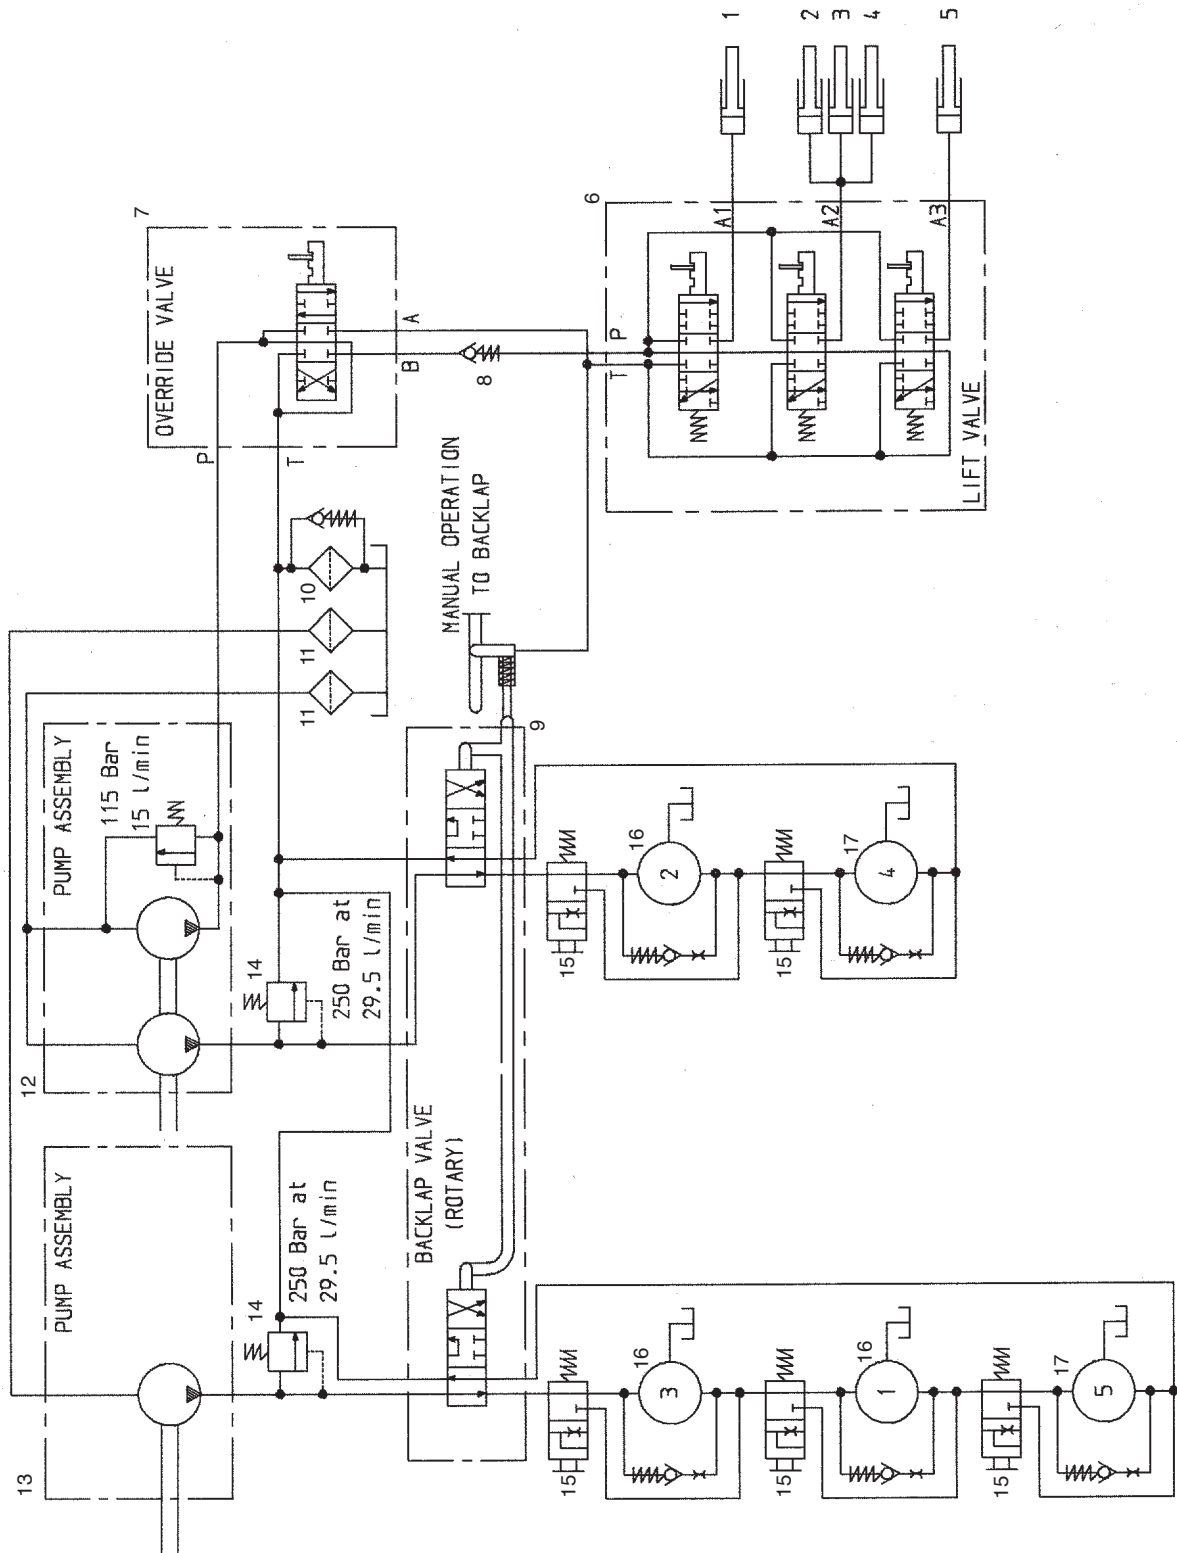 1
2
3
4
5
6
A1
A2
A3
P
T
LIFT VALVE
7
OVERRIDE VALVE
P
T
A
B
8
MANUAL OPERATION
TO BACKLAP
9
10
11
11
PUMP ASSEMBLY
115 Bar
15 l/min
12
14
250 Bar at
29.5 l/min
PUMP ASSEMBLY
13
14
250 Bar at
29.5 l/min
BACKLAP VALVE
(ROTARY)
15
16
2
15
17
4
15
16
3
15
16
1
15
17
5